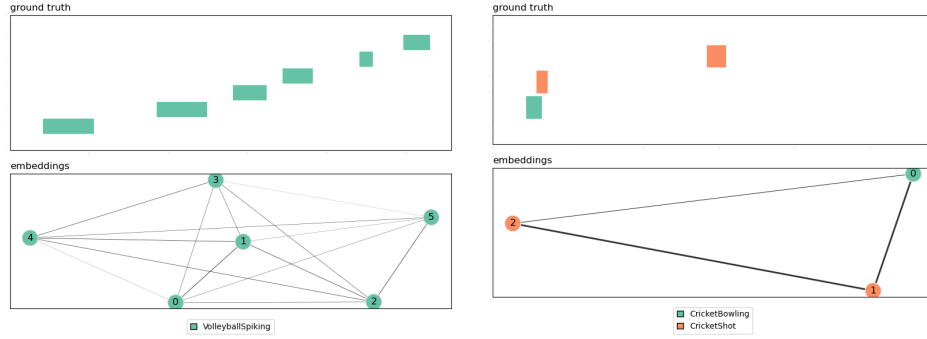 ground truth
embeddings
3
5
4
1
0
2
VolleyballSpiking
ground truth
embeddings
0
2
1
CricketBowling
CricketShot